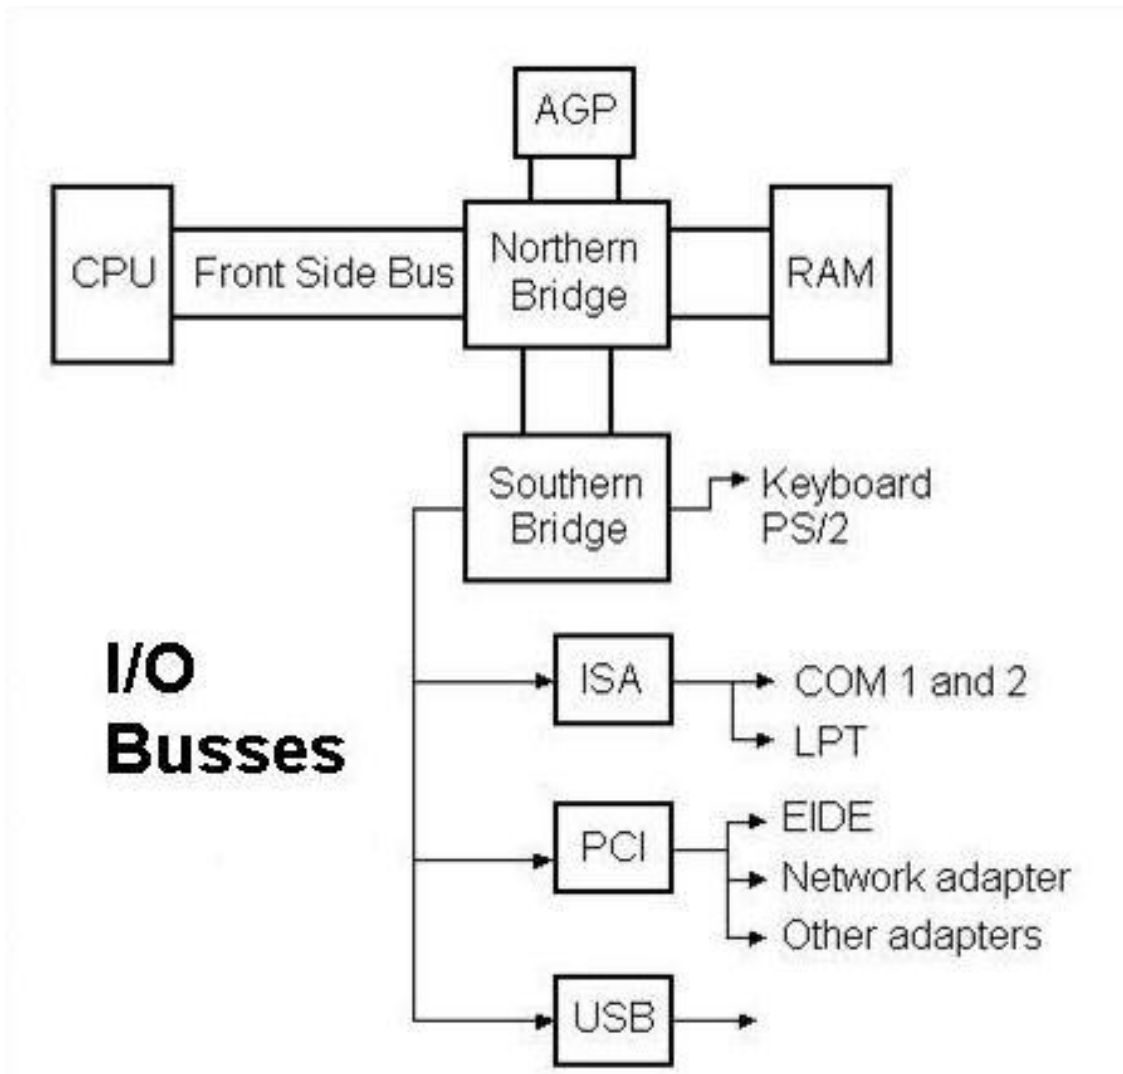 AGP
CPU
Front Side Bus
Northern
Bridge
RAM
Southern
Bridge
Keyboard
PS/2
I/O
Busses
ISA
COM 1 and 2
LPT
PCI
EIDE
Network adapter
Other adapters
USB